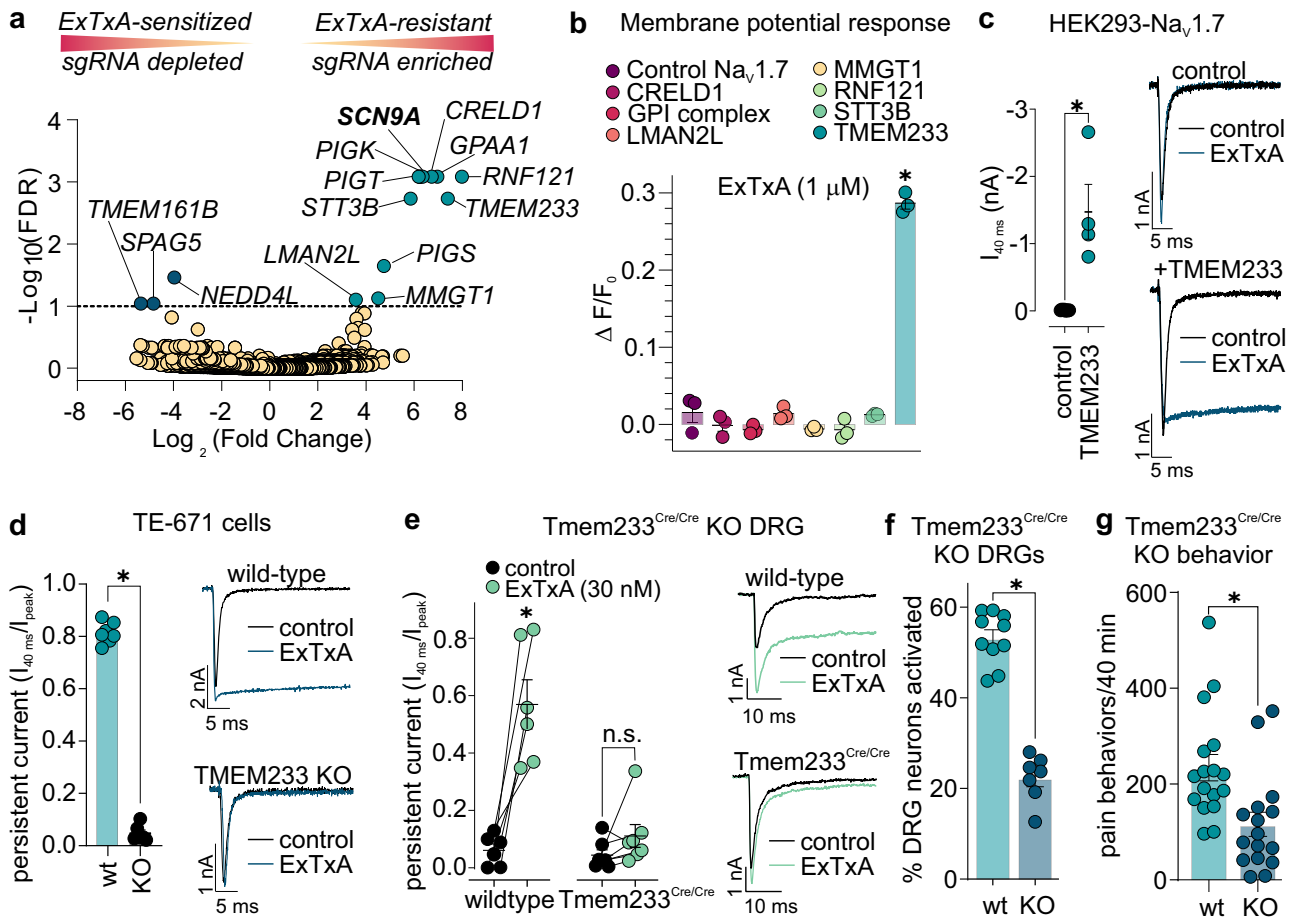 a
ExTxA-sensitized
ExTxA-resistant
sgRNA depleted
sgRNA enriched
4
3
2
1
0
-Log10(FDR)
SCN9A
CRELD1
PIGK
GPAA1
PIGT
RNF121
STT3B
TMEM233
TMEM161B
SPAG5
LMAN2L
PIGS
NEDD4L
MMGT1
-8 -6 -4 -2 0 2 4 6 8
Log2 (Fold Change)
b
Membrane potential response
Control NaV1.7
CRELD1
GPI complex
LMAN2L
MMGT1
RNF121
STT3B
TMEM233
ExTxA (1 μM)
*
0.3
0.3
0.1
0.0
Δ F/F0
c
HEK293-NaV1.7
-3
-2
-1
0
I40 ms (nA)
*
control
TMEM233
control
control
ExTxA
1 nA
5 ms
+TMEM233
control
ExTxA
1 nA
5 ms
d
TE-671 cells
persistent current (I40 ms/Ipeak)
1.0
0.8
0.6
0.4
0.2
0.0
*
wt
KO
wild-type
control
ExTxA
2 nA
5 ms
TMEM233 KO
control
ExTxA
1 nA
5 ms
e
Tmem233Cre/Cre KO DRG
control
ExTxA (30 nM)
persistent current (I40 ms/Ipeak)
0.8
0.6
0.4
0.2
0.0
*
n.s.
wildtype
Tmem233Cre/Cre
wild-type
control
ExTxA
1 nA
10 ms
Tmem233Cre/Cre
control
ExTxA
1 nA
10 ms
f
Tmem233Cre/Cre
KO DRGs
% DRG neurons activated
60
40
20
0
*
wt KO
g
Tmem233Cre/Cre
KO behavior
pain behaviors/40 min
600
400
200
0
*
wt KO